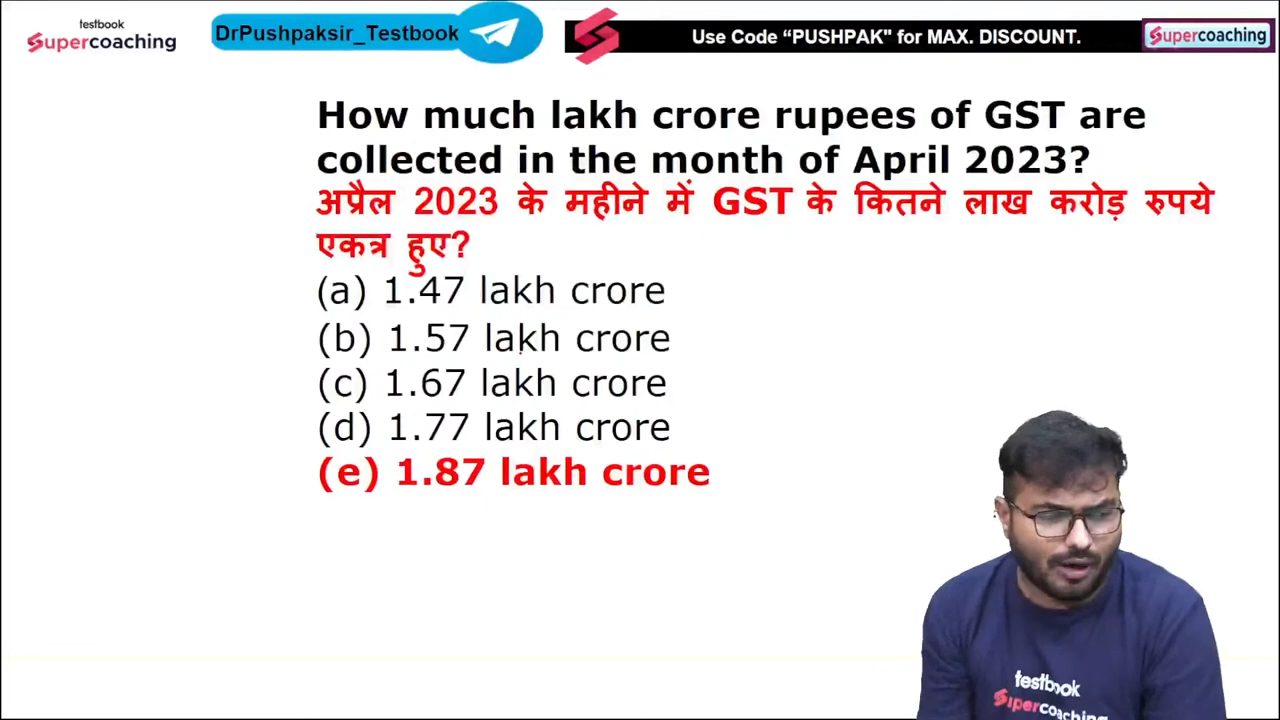 testbook
Supercoaching
DrPushpaksir_Testbook
Use Code “PUSHPAK" for MAX. DISCOUNT.
Supercoaching
How much lakh crore rupees of GST are
collected in the month of April 2023?
अप्रैल 2023 के महीने में GST के कितने लाख करोड़ रुपये
एकत्र हुए?
(a) 1.47 lakh crore
(b) 1.57 lakh crore
(c) 1.67 lakh crore
(d) 1.77 lakh crore
(e) 1.87 lakh crore
testbook
Supercoaching